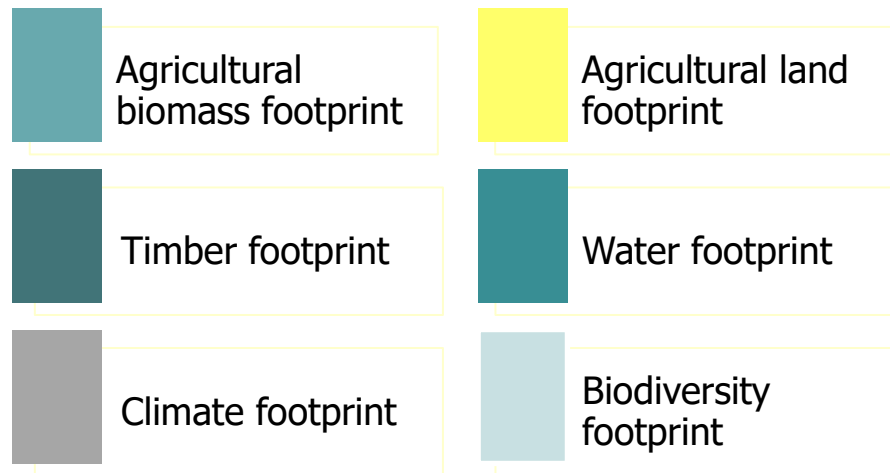 Agricultural
biomass footprint
Agricultural land
footprint
Timber footprint
Water footprint
Climate footprint
Biodiversity
footprint